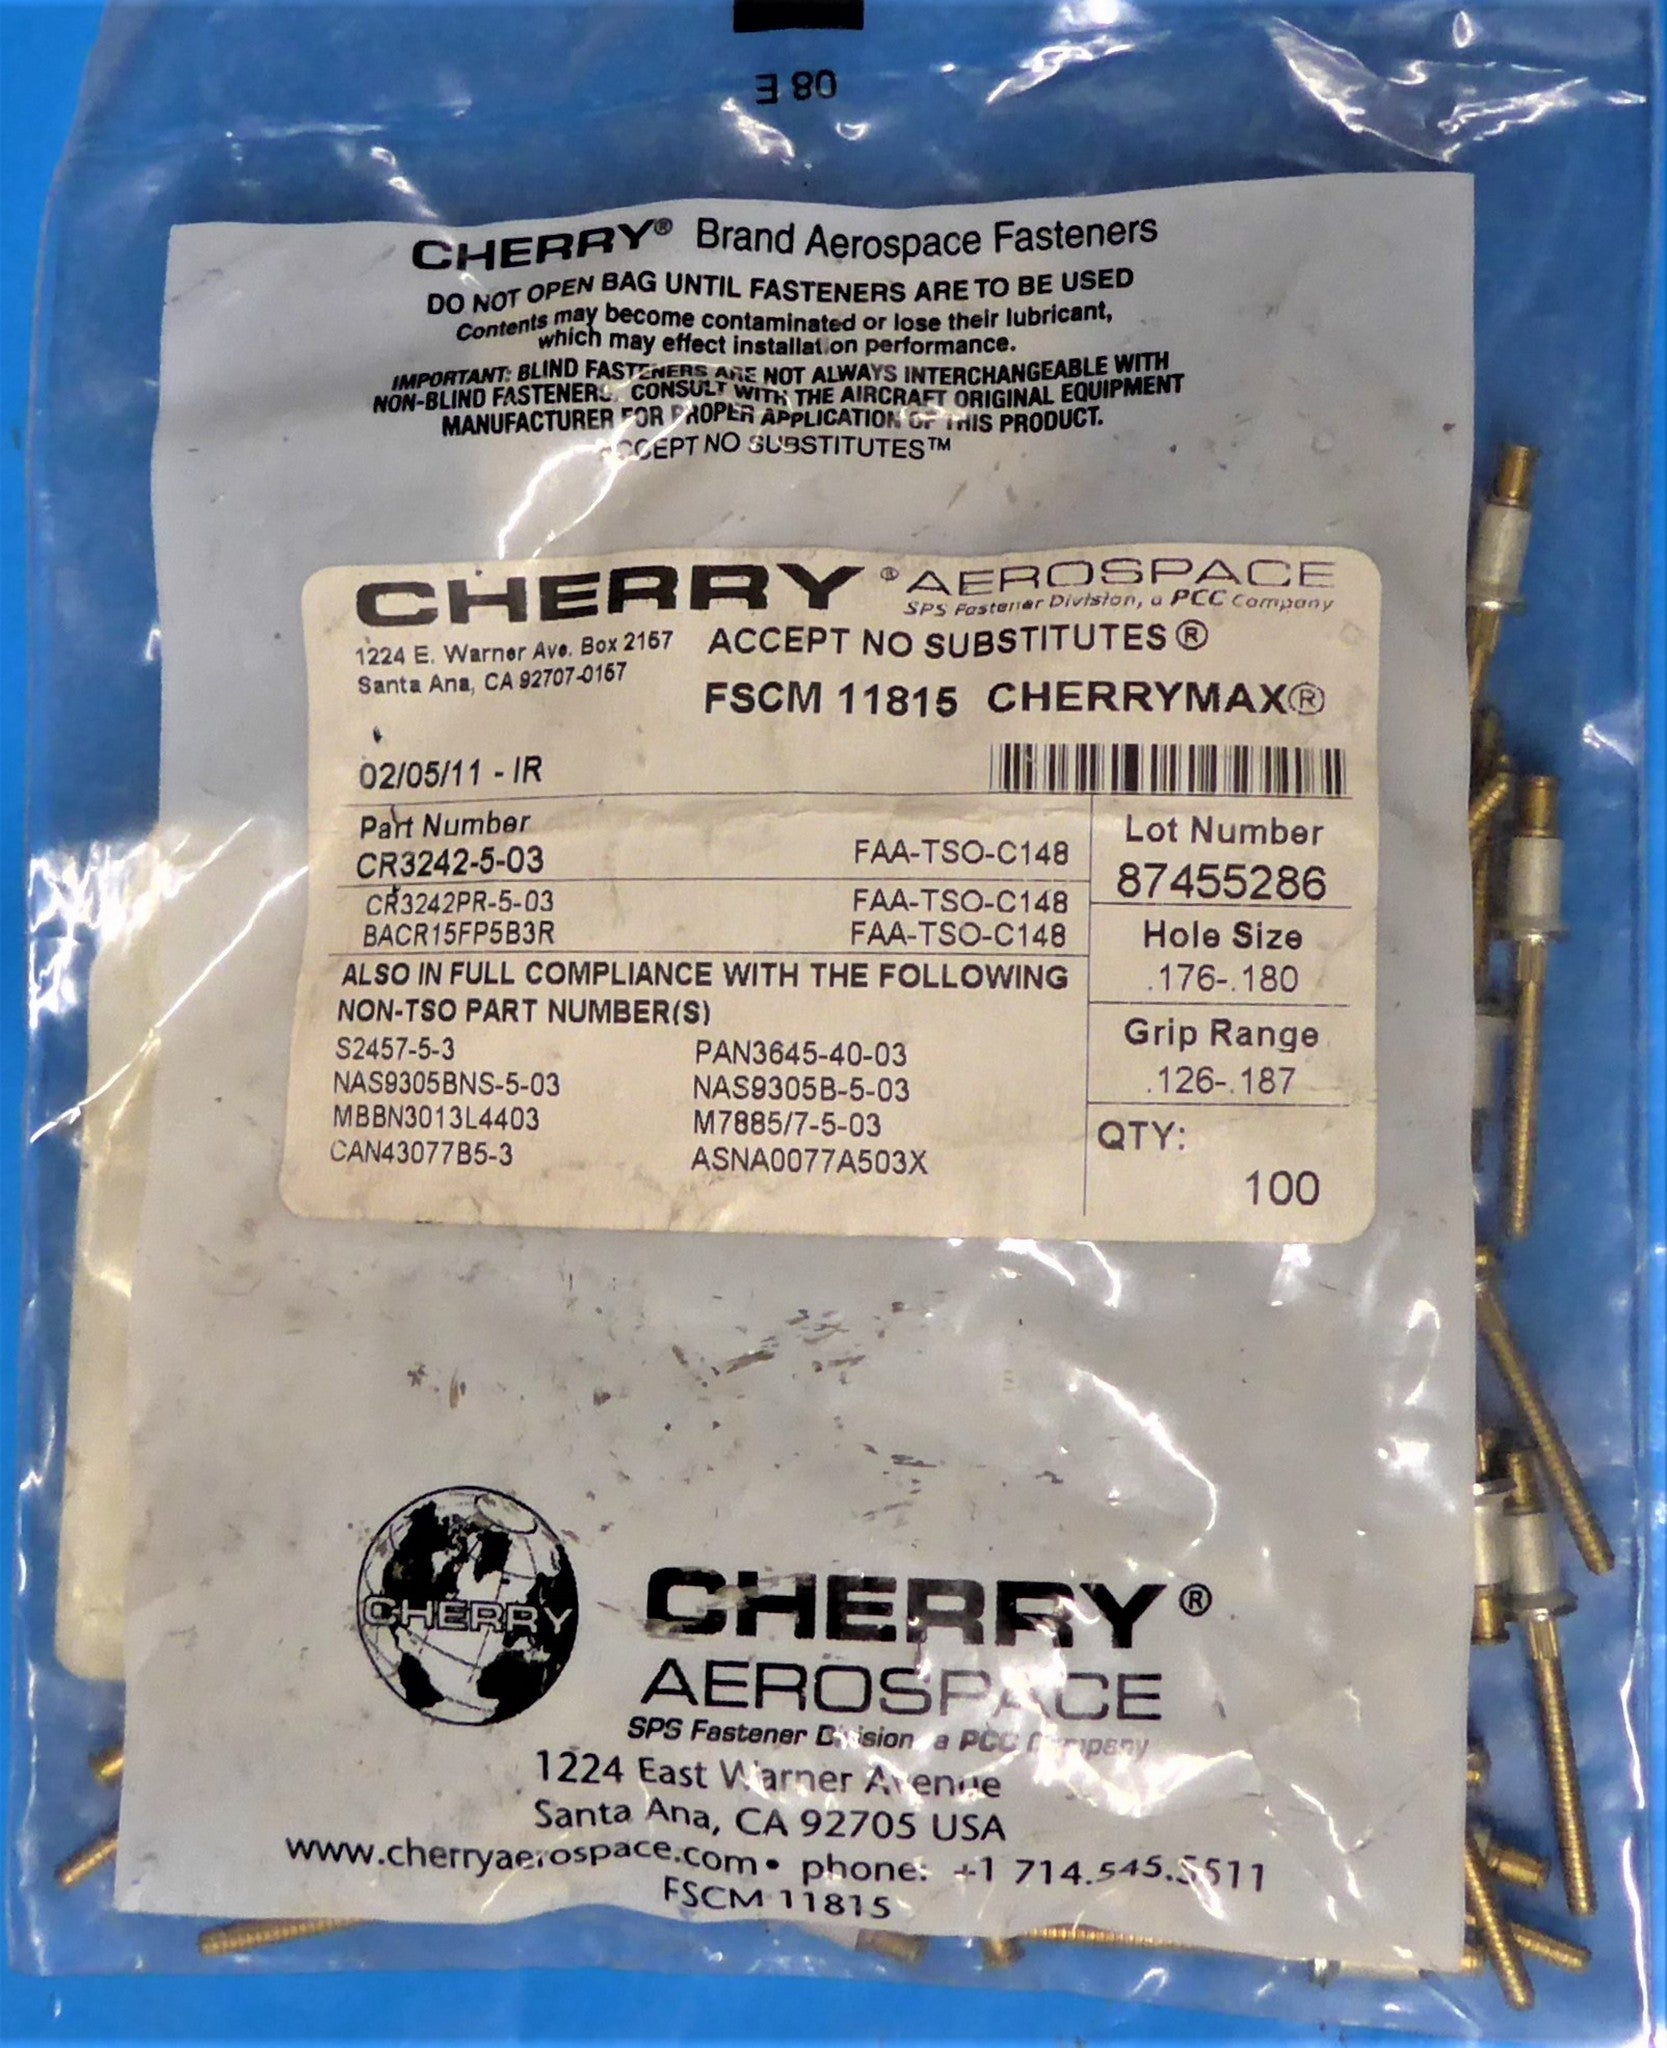 08 E
CHERRY® Brand Aerospace Fasteners
DO NOT OPEN BAG UNTIL FASTENERS ARE TO BE USED
Contents may become contaminated or lose their lubricant,
which may effect installation performance.
IMPORTANT: BLIND FASTENERS ARE NOT ALWAYS INTERCHANGEABLE WITH
NON-BLIND FASTENERS. CONSULT WITH THE AIRCRAFT ORIGINAL EQUIPMENT
MANUFACTURER FOR PROPER APPLICATION OF THIS PRODUCT.
ACCEPT NO SUBSTITUTES™
CHERRY® AEROSPACE
SPS Fastener Division, a PCC Company
1224 E. Warner Ave. Box 2157
Santa Ana, CA 92707-0157
ACCEPT NO SUBSTITUTES®
FSCM 11815 CHERRYMAX®
02/05/11 - IR
Part Number
CR3242-5-03 FAA-TSO-C148
CR3242PR-5-03 FAA-TSO-C148
BACR15FP5B3R FAA-TSO-C148
ALSO IN FULL COMPLIANCE WITH THE FOLLOWING
NON-TSO PART NUMBER(S)
S2457-5-3 PAN3645-40-03
NAS9305BNS-5-03 NAS9305B-5-03
MBBN3013L4403 M7885/7-5-03
CAN43077B5-3 ASNA0077A503X
Lot Number
87455286
Hole Size
.176-.180
Grip Range
.126-.187
QTY:
100
CHERRY
CHERRY®
AEROSPACE
SPS Fastener Division, a PCC Company
1224 East Warner Avenue
Santa Ana, CA 92705 USA
www.cherryaerospace.com • phone: +1 714.545.5511
FSCM 11815